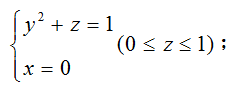 { y² + z = 1
(0 ≤ z ≤ 1) ;
x = 0